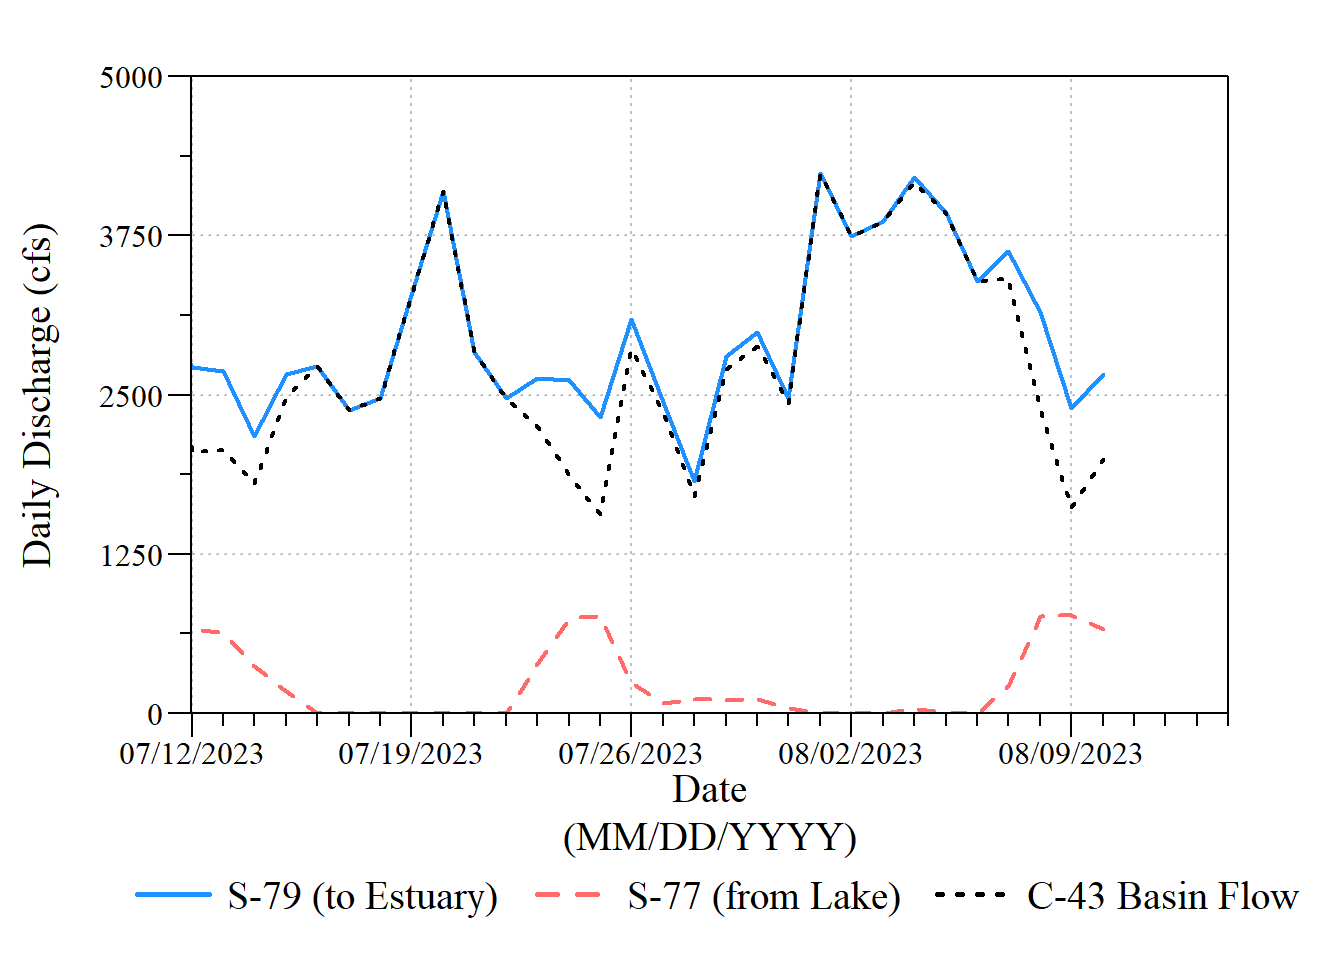 5000
3750
2500
1250
0
Daily Discharge (cfs)
07/12/2023 07/19/2023 07/26/2023 08/02/2023 08/09/2023
Date
(MM/DD/YYYY)
S-79 (to Estuary) S-77 (from Lake) C-43 Basin Flow